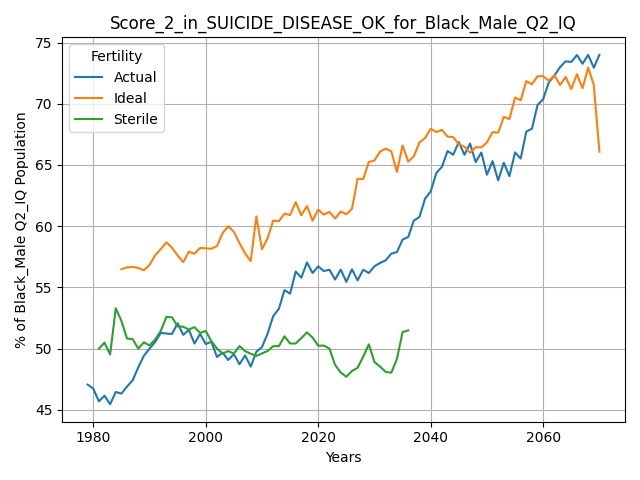 Score_2_in_SUICIDE_DISEASE_OK_for_Black_Male_Q2_IQ
Fertility
Actual
Ideal
Sterile
% of Black_Male Q2_IQ Population
75
70
65
60
55
50
45
1980
2000
2020
2040
2060
Years